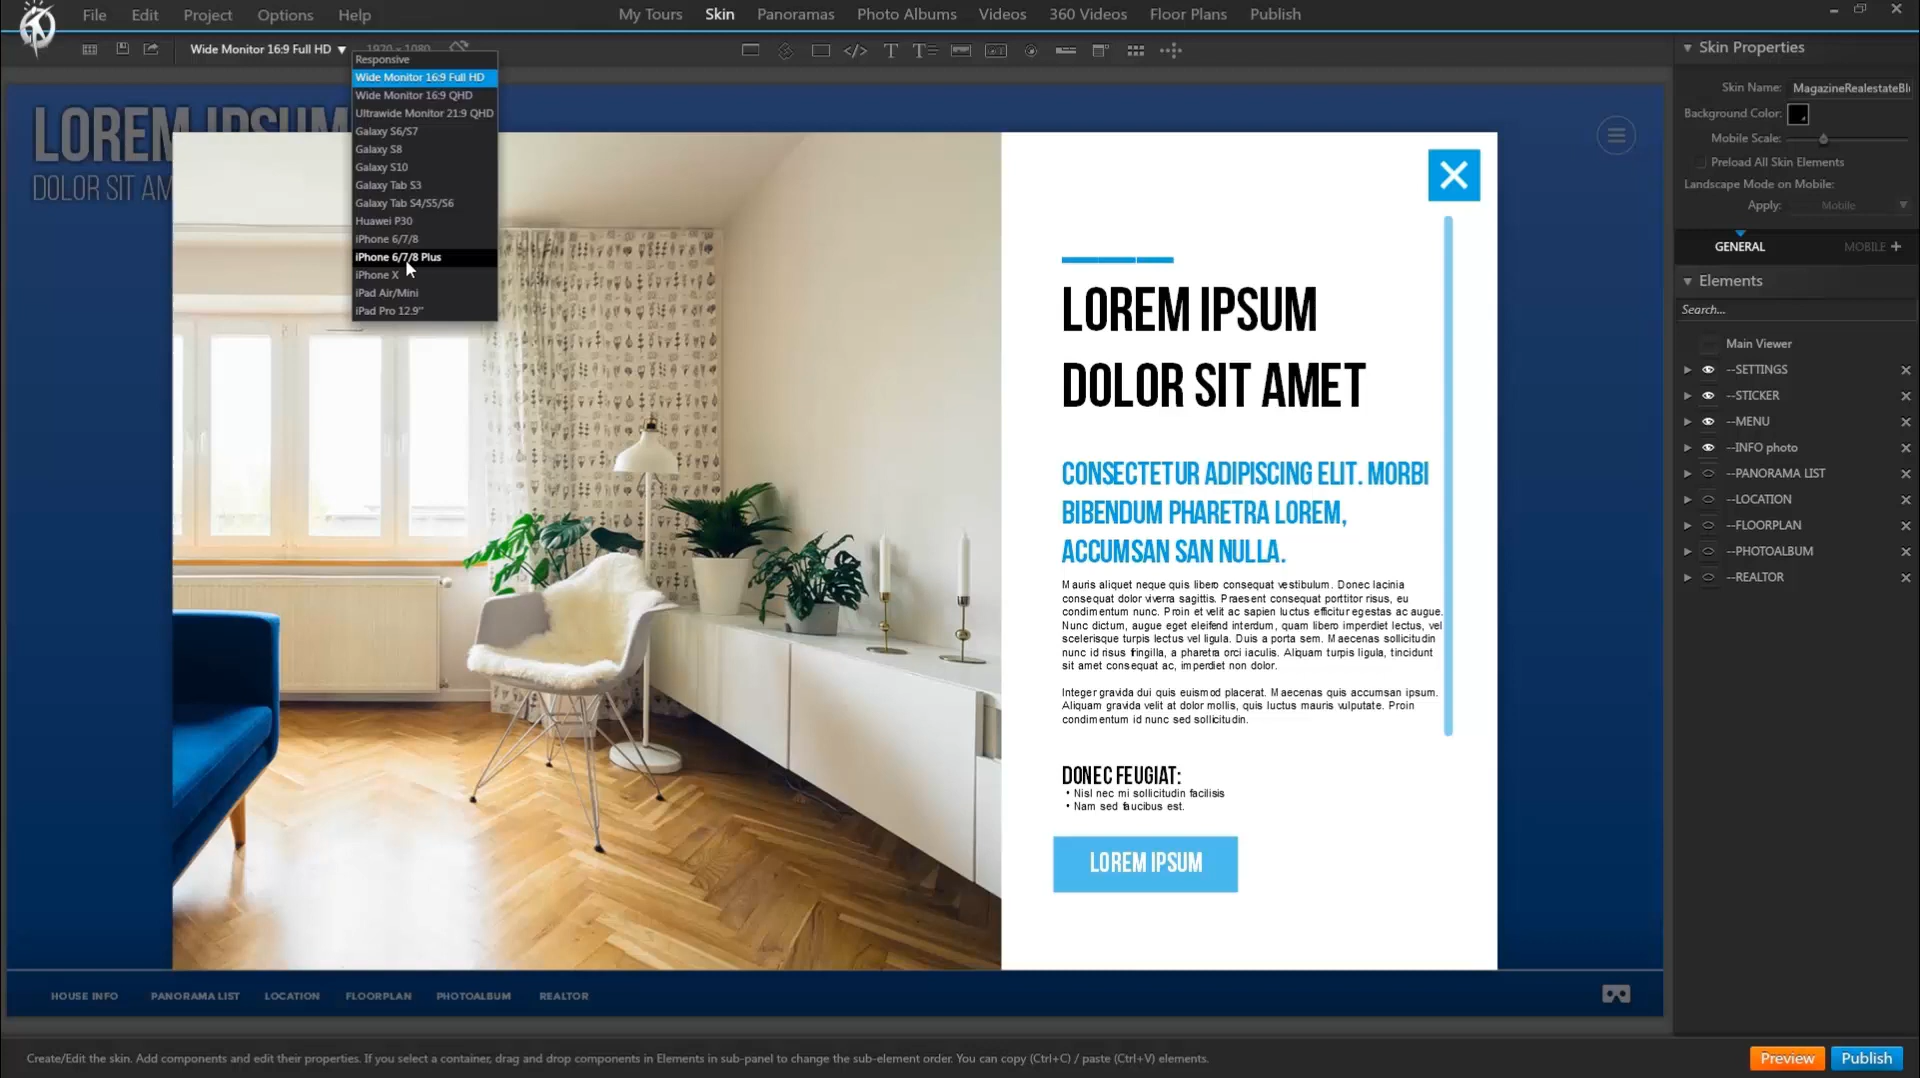 File Edit Project Options Help
My Tours Skin Panoramas Photo Albums Videos 360 Videos Floor Plans Publish
Wide Monitor 16:9 Full HD 1920 x 1080
Responsive
Wide Monitor 16:9 Full HD
Wide Monitor 16:9 QHD
Ultrawide Monitor 21:9 QHD
Galaxy S6/S7
Galaxy S8
Galaxy S10
Galaxy Tab S3
Galaxy Tab S4/S5/S6
Huawei P30
iPhone 6/7/8
iPhone 6/7/8 Plus
iPhone X
iPad Air/Mini
iPad Pro 12.9"
LOREM IPSUM
DOLOR SIT AM
LOREM IPSUM
DOLOR SIT AMET
CONSECTETUR ADIPISCING ELIT. MORBI
BIBENDUM PHARETRA LOREM,
ACCUMSAN SAN NULLA.
Mauris aliquet neque quis libero consequat vestibulum. Donec lacinia
consequat dolor viverra sagittis. Praesent consequat porttitor risus, eu
condimentum nunc. Proin et velit ac sapien luctus efficitur egestas ac augue.
Nunc dictum, augue eget eleifend interdum, quam libero imperdiet lectus, vel
scelerisque turpis lectus vel ligula. Duis a porta sem. Maecenas sollicitudin
nunc id risus fringilla, a pharetra orci iaculis. Aliquam turpis ligula, tincidunt
sit amet consequat ac, imperdiet non dolor.
Integer gravida dui quis euismod placerat. Maecenas quis accumsan ipsum.
Aliquam gravida velit at dolor mollis, quis luctus mauris vulputate. Proin
condimentum id nunc sed sollicitudin.
DONEC FEUGIAT:
• Nisl nec mi sollicitudin facilisis
• Nam sed faucibus est.
LOREM IPSUM
HOUSE INFO PANORAMA LIST LOCATION FLOORPLAN PHOTOALBUM REALTOR
Skin Properties
Skin Name: MagazineRealestateBl
Background Color:
Mobile Scale:
Preload All Skin Elements
Landscape Mode on Mobile:
Apply: Mobile
GENERAL MOBILE +
Elements
Search...
Main Viewer
--SETTINGS
--STICKER
--MENU
--INFO photo
--PANORAMA LIST
--LOCATION
--FLOORPLAN
--PHOTOALBUM
--REALTOR
Create/Edit the skin. Add components and edit their properties. If you select a container, drag and drop components in Elements in sub-panel to change the sub-element order. You can copy (Ctrl+C) / paste (Ctrl+V) elements.
Preview Publish